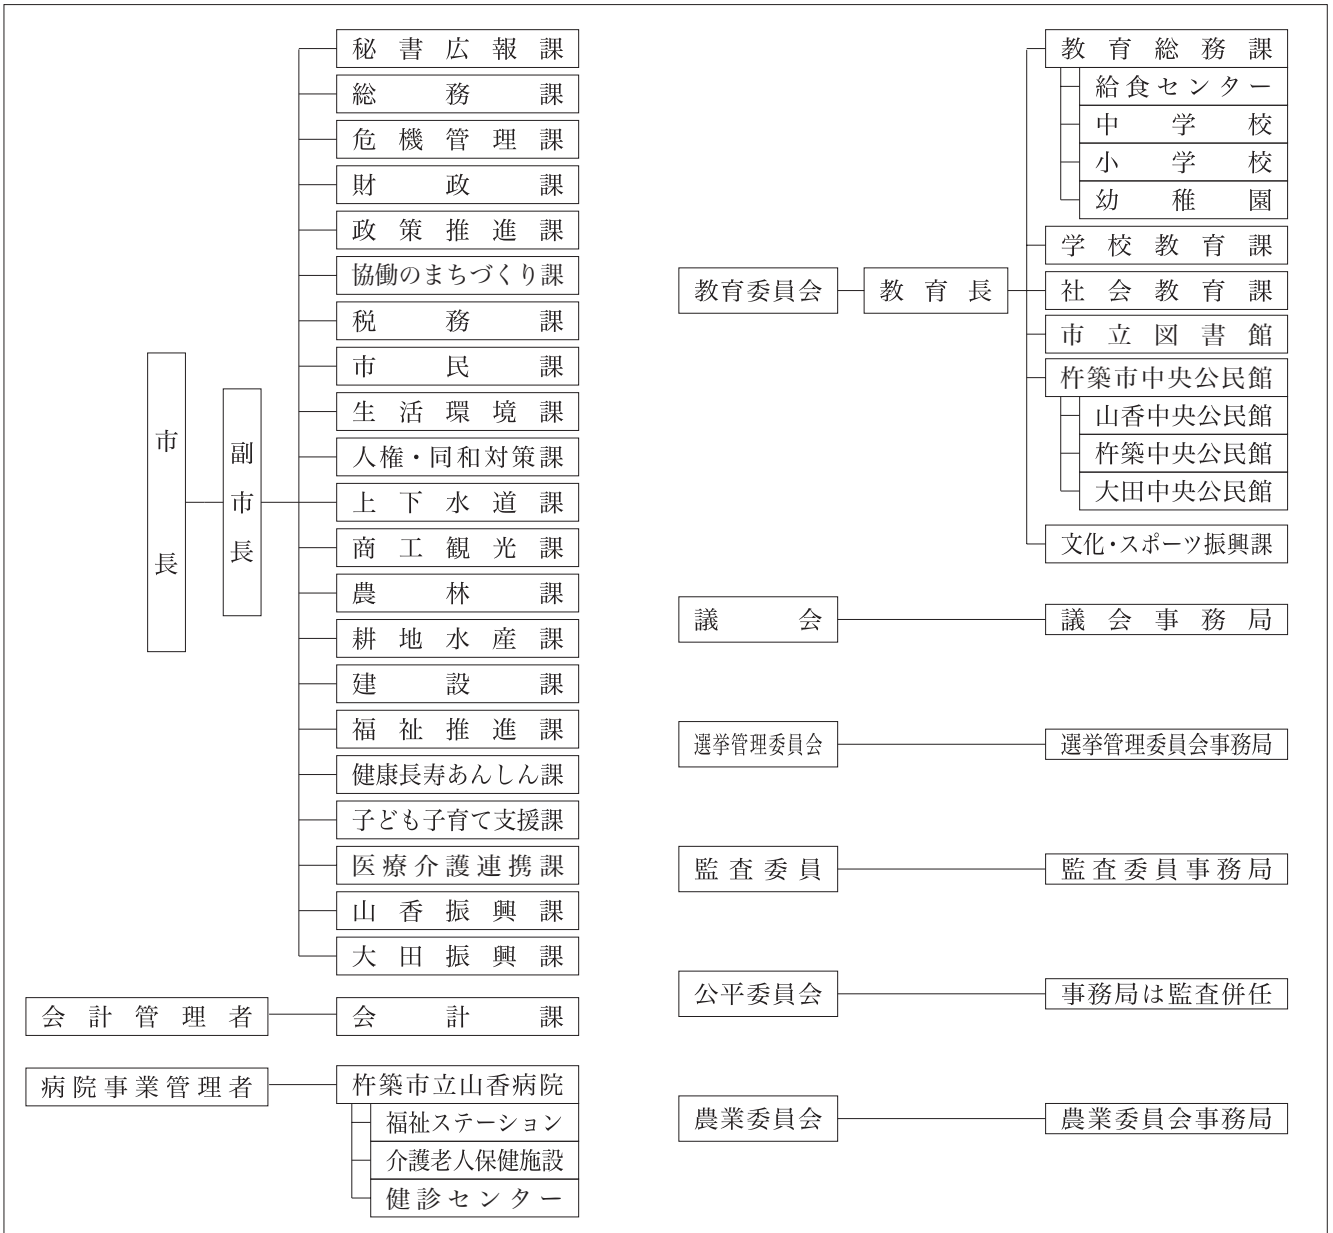 市長
副市長
秘書広報課
総務課
危機管理課
財政課
政策推進課
協働のまちづくり課
税務課
市民課
生活環境課
人権・同和対策課
上下水道課
商工観光課
農林課
耕地水産課
建設課
福祉推進課
健康長寿あんしん課
子ども子育て支援課
医療介護連携課
山香振興課
大田振興課
会計管理者
会計課
病院事業管理者
杵築市立山香病院
福祉ステーション
介護老人保健施設
健診センター
教育委員会
教育長
教育総務課
給食センター
中学校
小学校
幼稚園
学校教育課
社会教育課
市立図書館
杵築市中央公民館
山香中央公民館
杵築中央公民館
大田中央公民館
文化・スポーツ振興課
議会
議会事務局
選挙管理委員会
選挙管理委員会事務局
監査委員
監査委員事務局
公平委員会
事務局は監査併任
農業委員会
農業委員会事務局